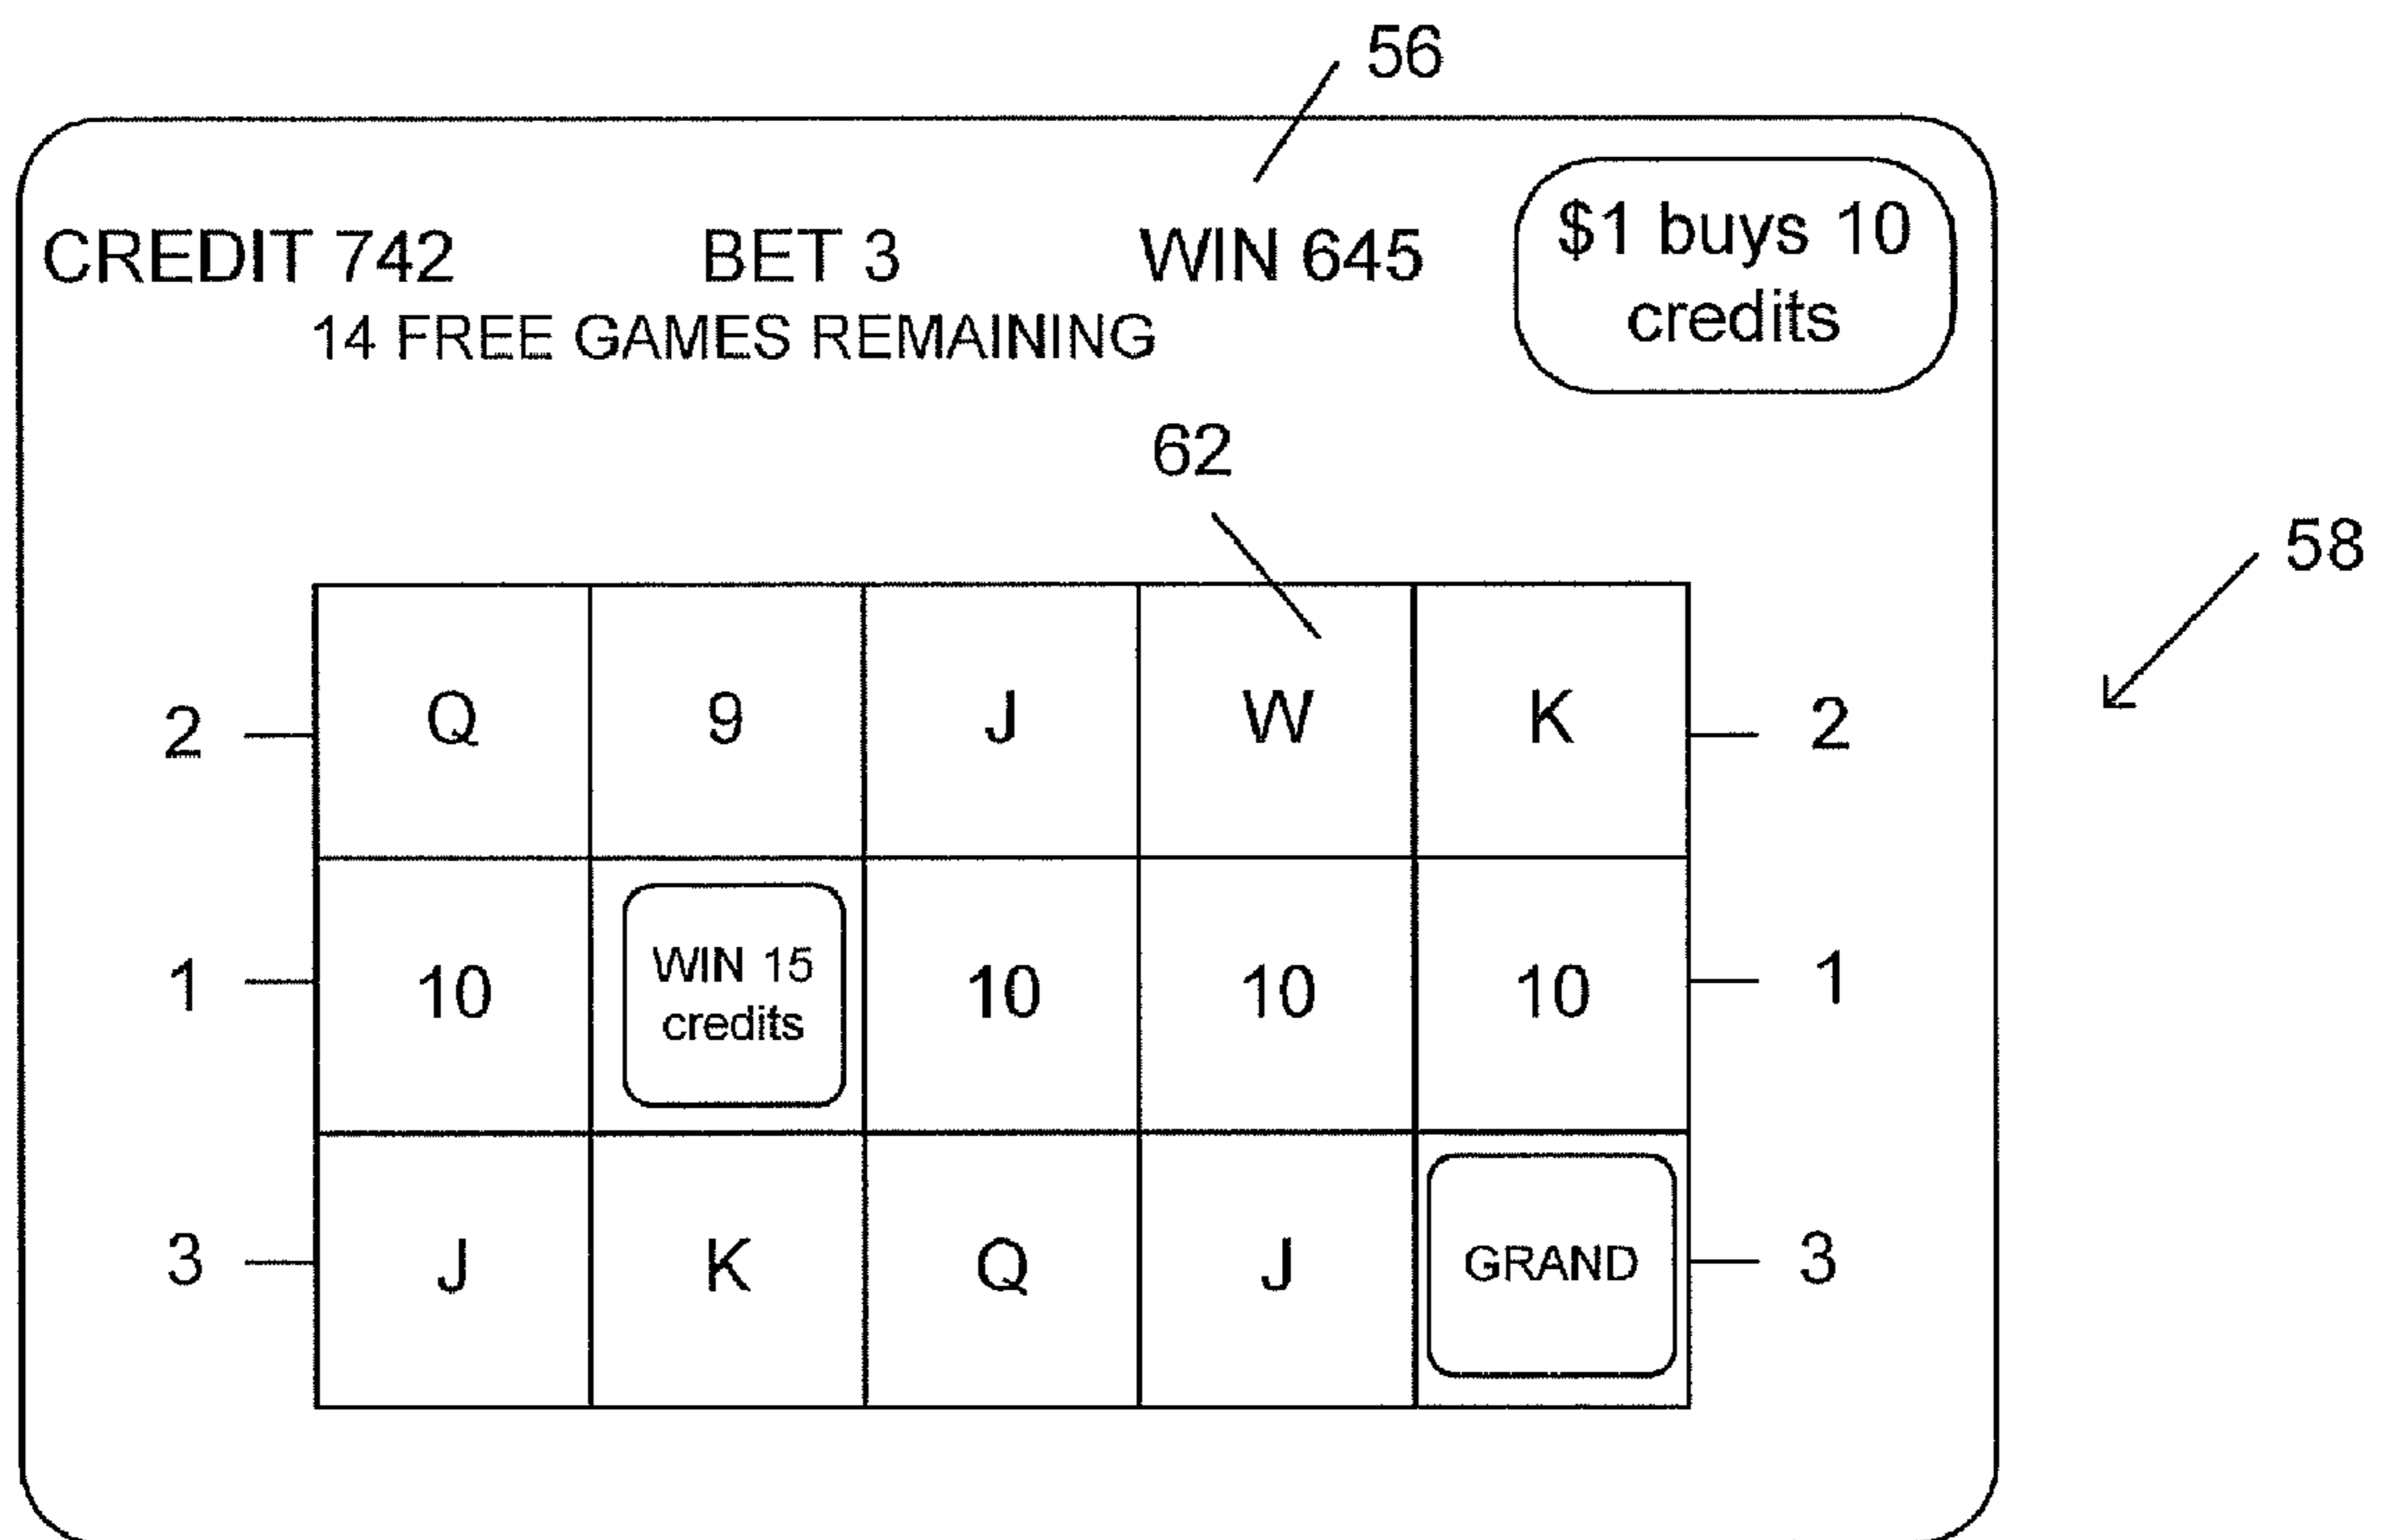 56
$1 buys 10
credits
CREDIT 742 BET 3 WIN 645
14 FREE GAMES REMAINING
62
58
2 Q 9 J W K 2
WIN 15
credits
1 10 10 10 10 1
3 J K Q J GRAND 3